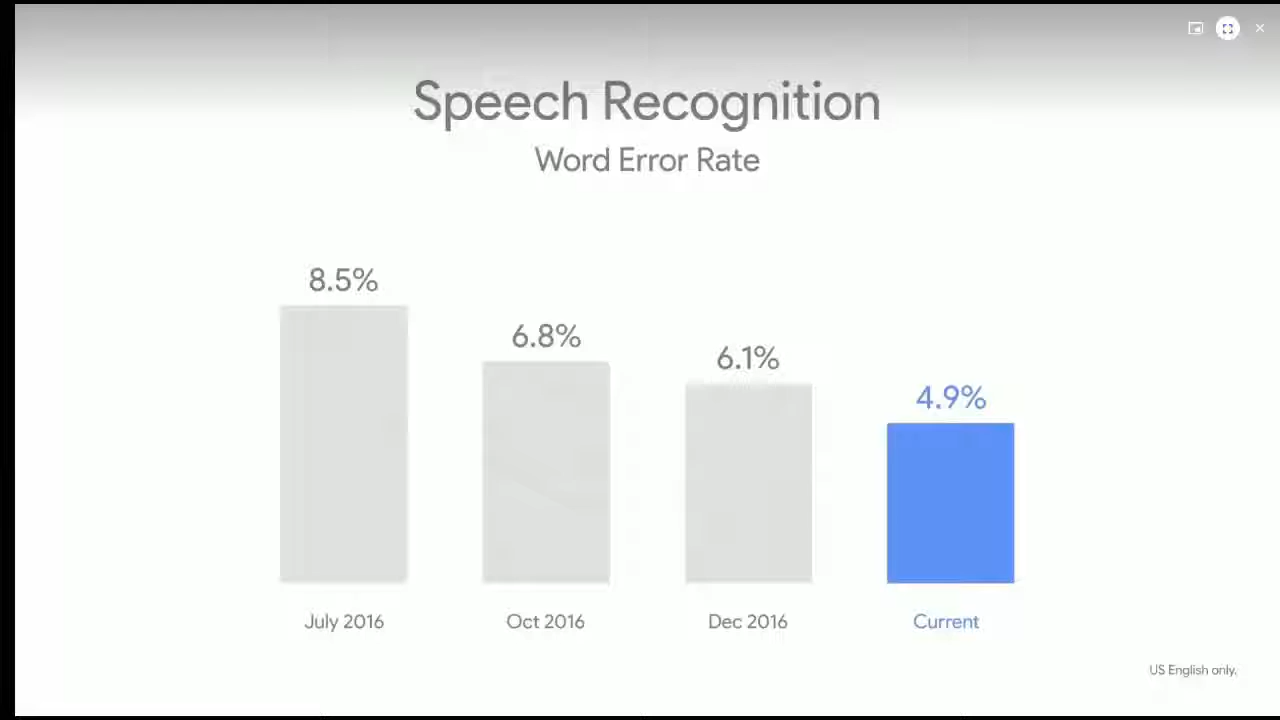 Speech Recognition
Word Error Rate
8.5%
6.8%
6.1%
4.9%
July 2016
Oct 2016
Dec 2016
Current
US English only.